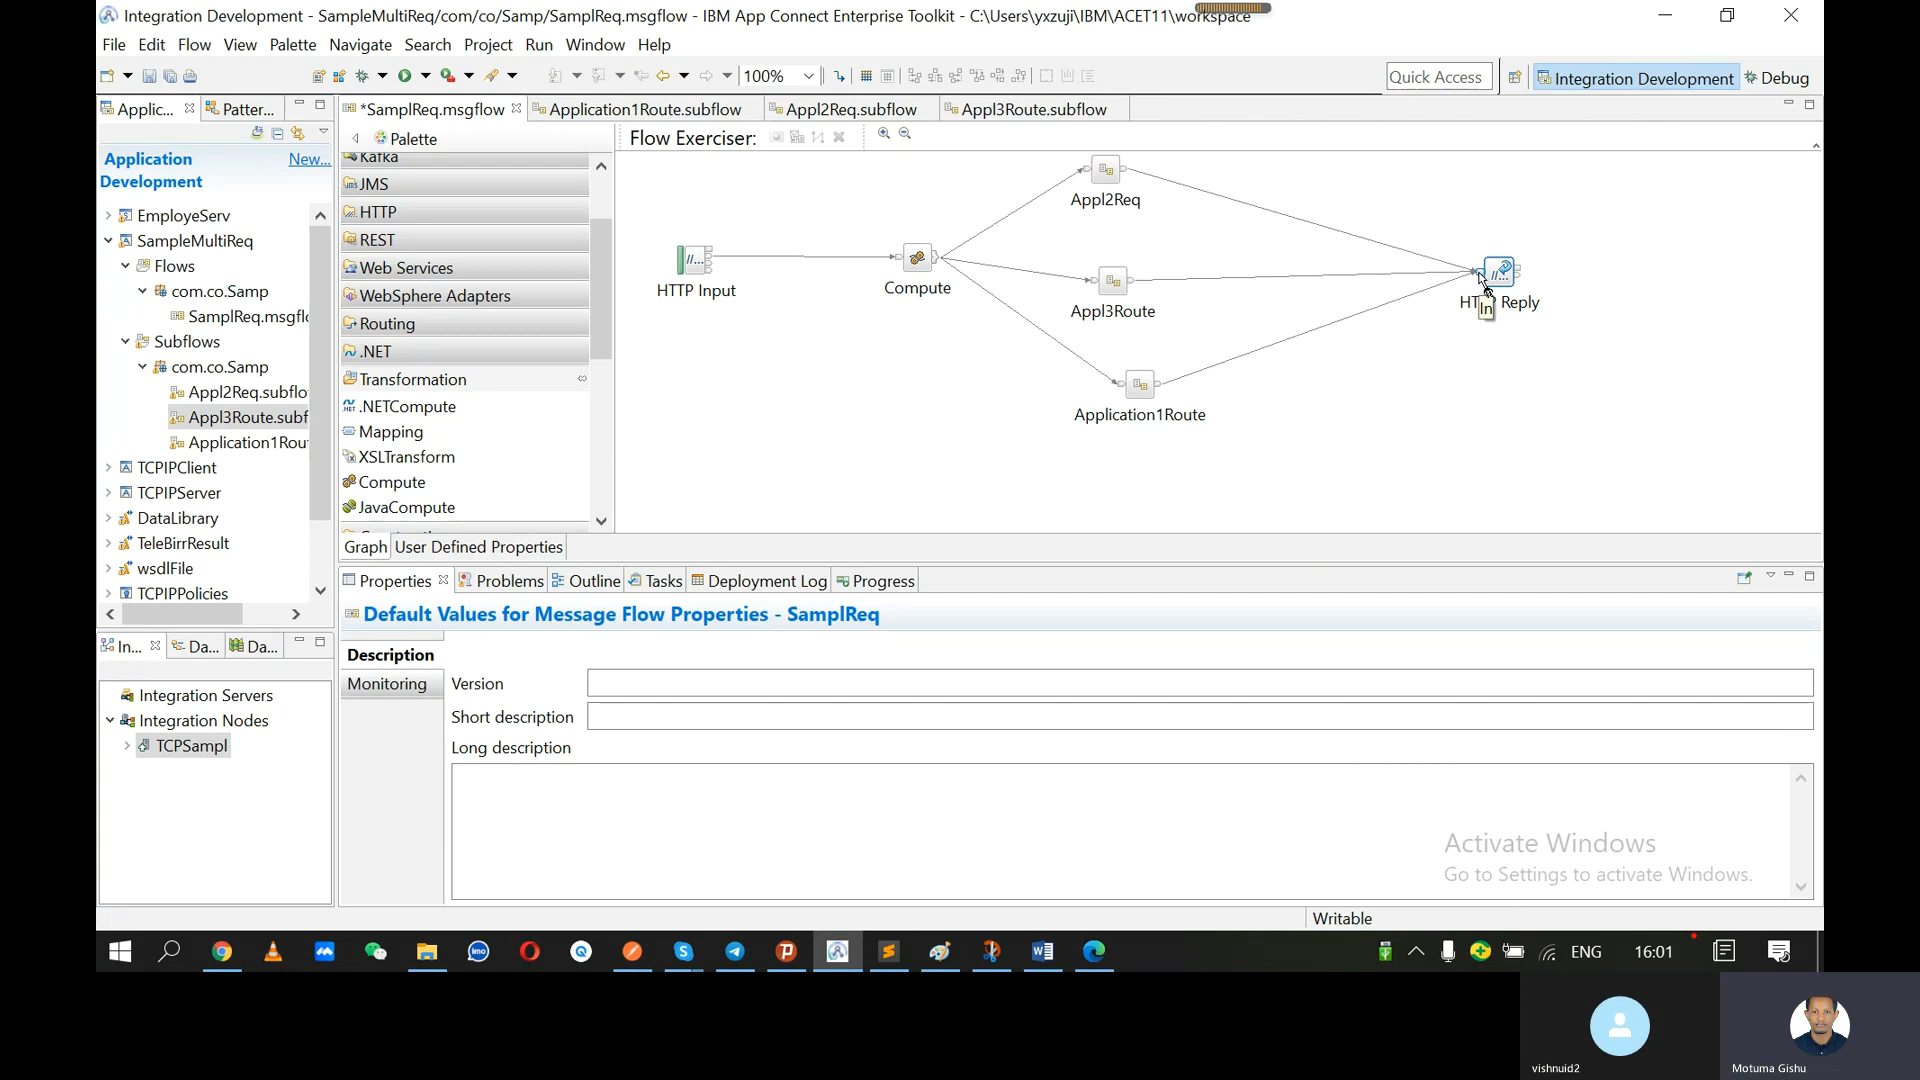 Integration Development - SampleMultiReq/com/co/Samp/SamplReq.msgflow - IBM App Connect Enterprise Toolkit - C:\Users\yxzuji\IBM\ACET11\workspace
File Edit Flow View Palette Navigate Search Project Run Window Help
100%
Quick Access
Integration Development
Debug
Applic...
Patter...
*SamplReq.msgflow
Application1Route.subflow
Appl2Req.subflow
Appl3Route.subflow
Application Development
New...
EmployeServ
SampleMultiReq
Flows
com.co.Samp
SamplReq.msgfl
Subflows
com.co.Samp
Appl2Req.subflo
Appl3Route.subf
Application1Rou
TCPIPClient
TCPIPServer
DataLibrary
TeleBirrResult
wsdlFile
TCPIPPolicies
Palette
Kafka
JMS
HTTP
REST
Web Services
WebSphere Adapters
Routing
.NET
Transformation
.NETCompute
Mapping
XSLTransform
Compute
JavaCompute
Flow Exerciser:
HTTP Input
Compute
Appl2Req
Appl3Route
Application1Route
Reply
In
Graph
User Defined Properties
In...
Da...
Da...
Integration Servers
Integration Nodes
TCPSampl
Properties
Problems
Outline
Tasks
Deployment Log
Progress
Default Values for Message Flow Properties - SamplReq
Description
Monitoring
Version
Short description
Long description
Activate Windows
Go to Settings to activate Windows.
Writable
imo
ENG
16:01
vishnuid2
Motuma Gishu